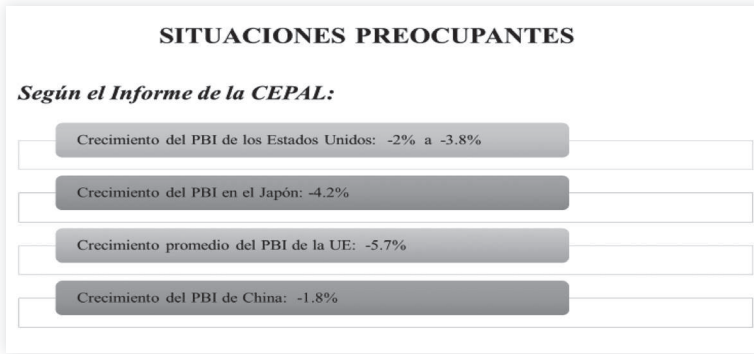 SITUACIONES PREOCUPANTES
Según el Informe de la CEPAL:
Crecimiento del PBI de los Estados Unidos: -2% a -3.8%
Crecimiento del PBI en el Japón: -4.2%
Crecimiento promedio del PBI de la UE: -5.7%
Crecimiento del PBI de China: -1.8%